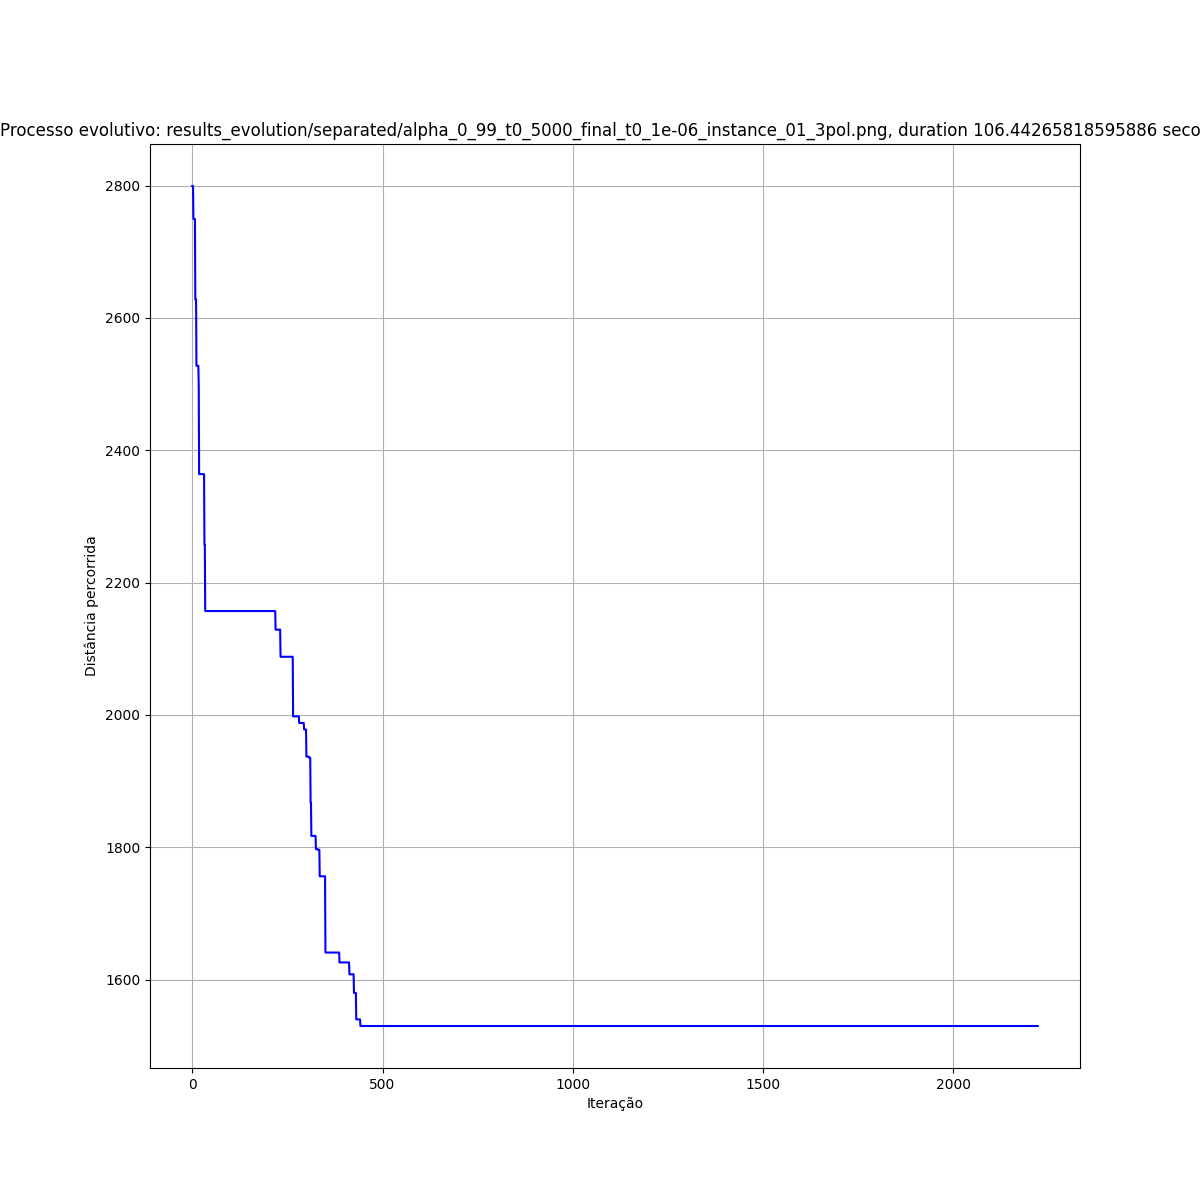 Processo evolutivo: results_evolution/separated/alpha_0_99_t0_5000_final_t0_1e-06_instance_01_3pol.png, duration 106.44265818595886 seco
2800
2600
2400
2200
2000
1800
1600
Distância percorrida
0 500 1000 1500 2000
Iteração